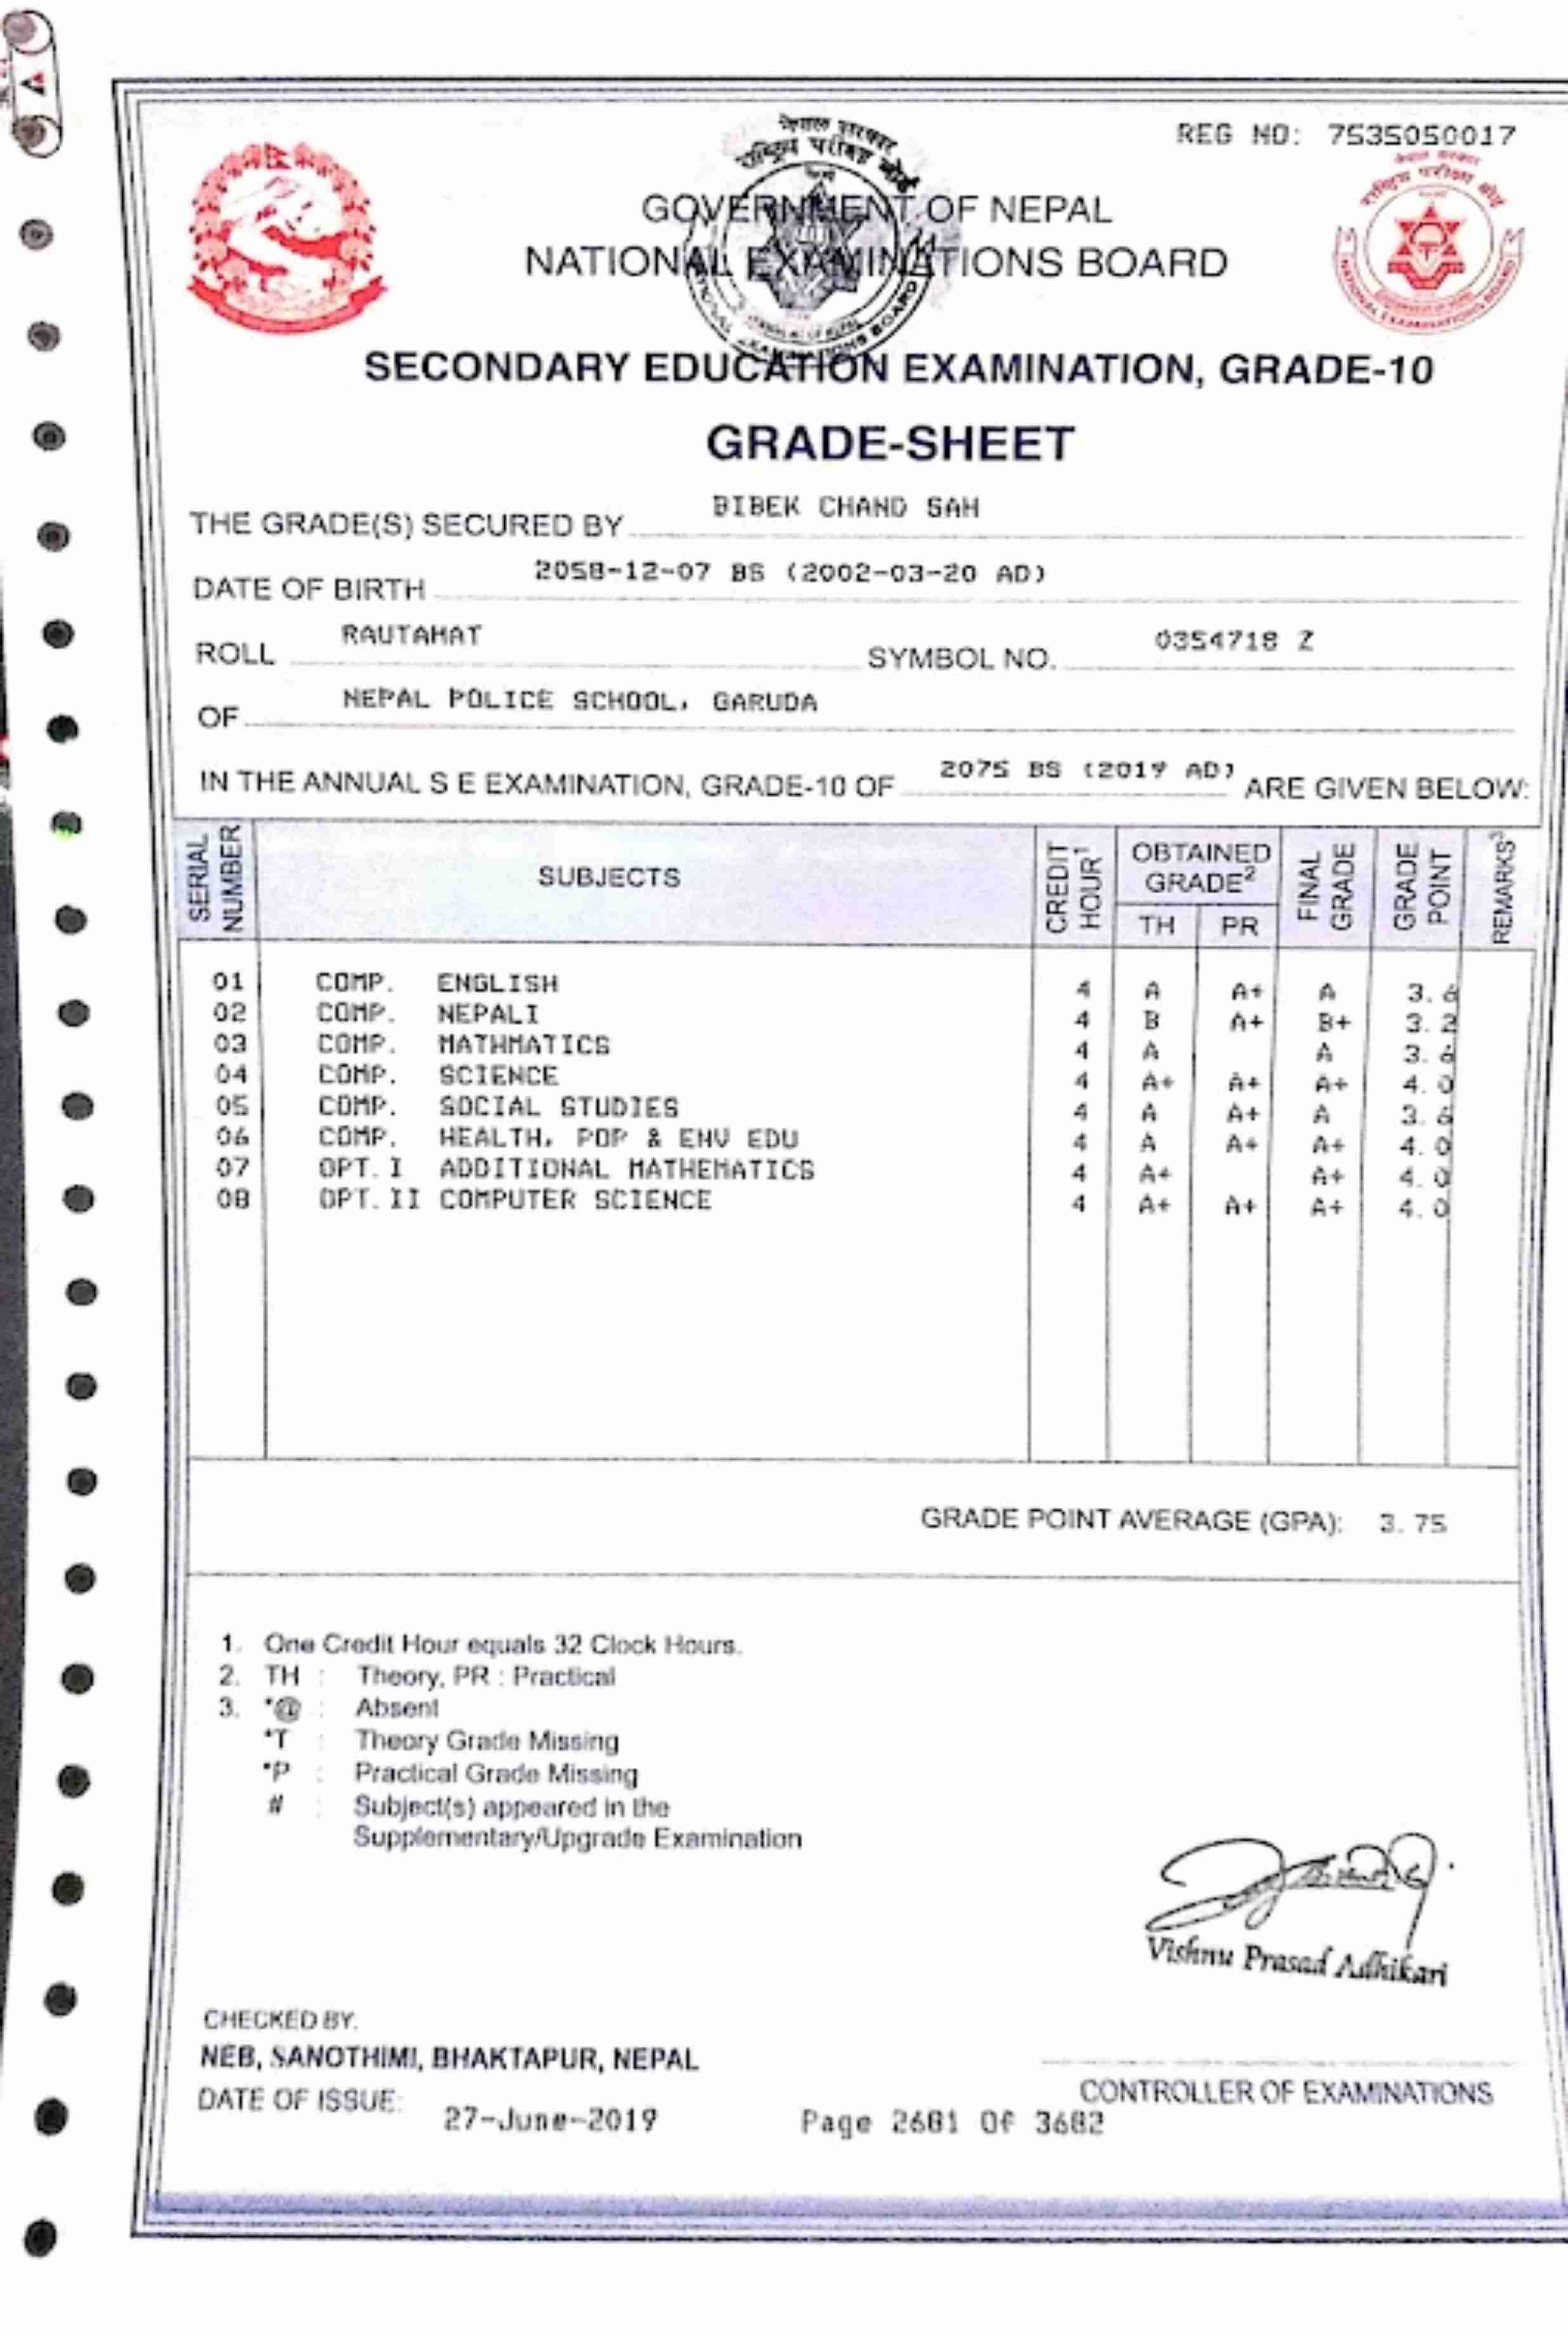 REG NO: 7535050017
नेपाल सरकार
राष्ट्रिय परीक्षा बोर्ड
GOVERNMENT OF NEPAL
NATIONAL EXAMINATIONS BOARD
SECONDARY EDUCATION EXAMINATION, GRADE-10
GRADE-SHEET
THE GRADE(S) SECURED BY BIBEK CHAND SAH
DATE OF BIRTH 2058-12-07 BS (2002-03-20 AD)
ROLL RAUTAHAT SYMBOL NO. 0354718 Z
OF NEPAL POLICE SCHOOL, GARUDA
IN THE ANNUAL S E EXAMINATION, GRADE-10 OF 2075 BS (2019 AD) ARE GIVEN BELOW:
SERIAL NUMBER SUBJECTS CREDIT HOUR1 OBTAINED GRADE2 FINAL GRADE GRADE POINT REMARKS3
TH PR
01 COMP. ENGLISH 4 A A+ A 3.6
02 COMP. NEPALI 4 B A+ B+ 3.2
03 COMP. MATHMATICS 4 A A 3.6
04 COMP. SCIENCE 4 A+ A+ A+ 4.0
05 COMP. SOCIAL STUDIES 4 A A+ A 3.6
06 COMP. HEALTH, POP & ENV EDU 4 A A+ A+ 4.0
07 OPT.I ADDITIONAL MATHEMATICS 4 A+ A+ 4.0
08 OPT.II COMPUTER SCIENCE 4 A+ A+ A+ 4.0
GRADE POINT AVERAGE (GPA): 3.75
1. One Credit Hour equals 32 Clock Hours.
2. TH : Theory, PR : Practical
3. *@ : Absent
*T : Theory Grade Missing
*P : Practical Grade Missing
# : Subject(s) appeared in the
Supplementary/Upgrade Examination
Vishnu Prasad Adhikari
CHECKED BY:
NEB, SANOTHIMI, BHAKTAPUR, NEPAL
CONTROLLER OF EXAMINATIONS
DATE OF ISSUE: 27-June-2019 Page 2681 Of 3682